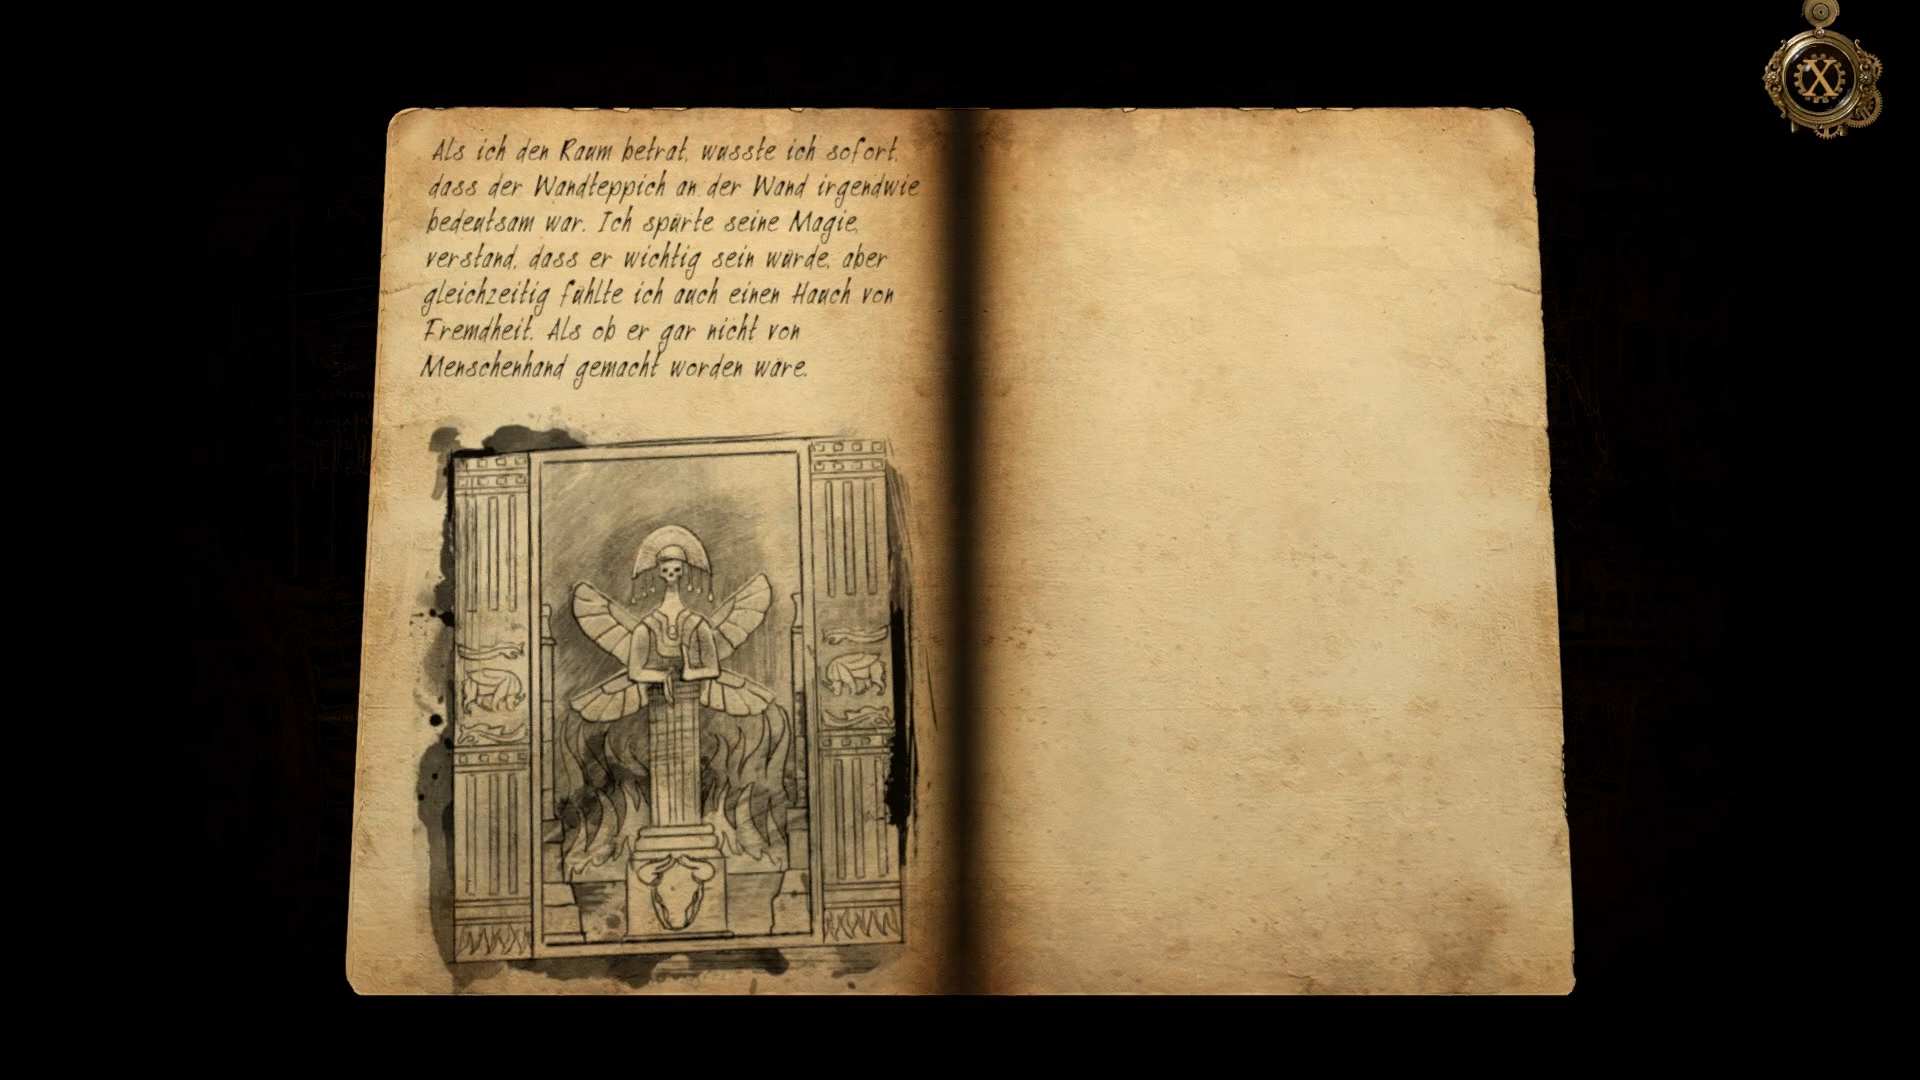 Als ich den Raum betrat, wusste ich sofort,
dass der Wandteppich an der Wand irgendwie
bedeutsam war. Ich spürte seine Magie,
verstand, dass er wichtig sein würde, aber
gleichzeitig fühlte ich auch einen Hauch von
Fremdheit. Als ob er gar nicht von
Menschenhand gemacht worden wäre.
X